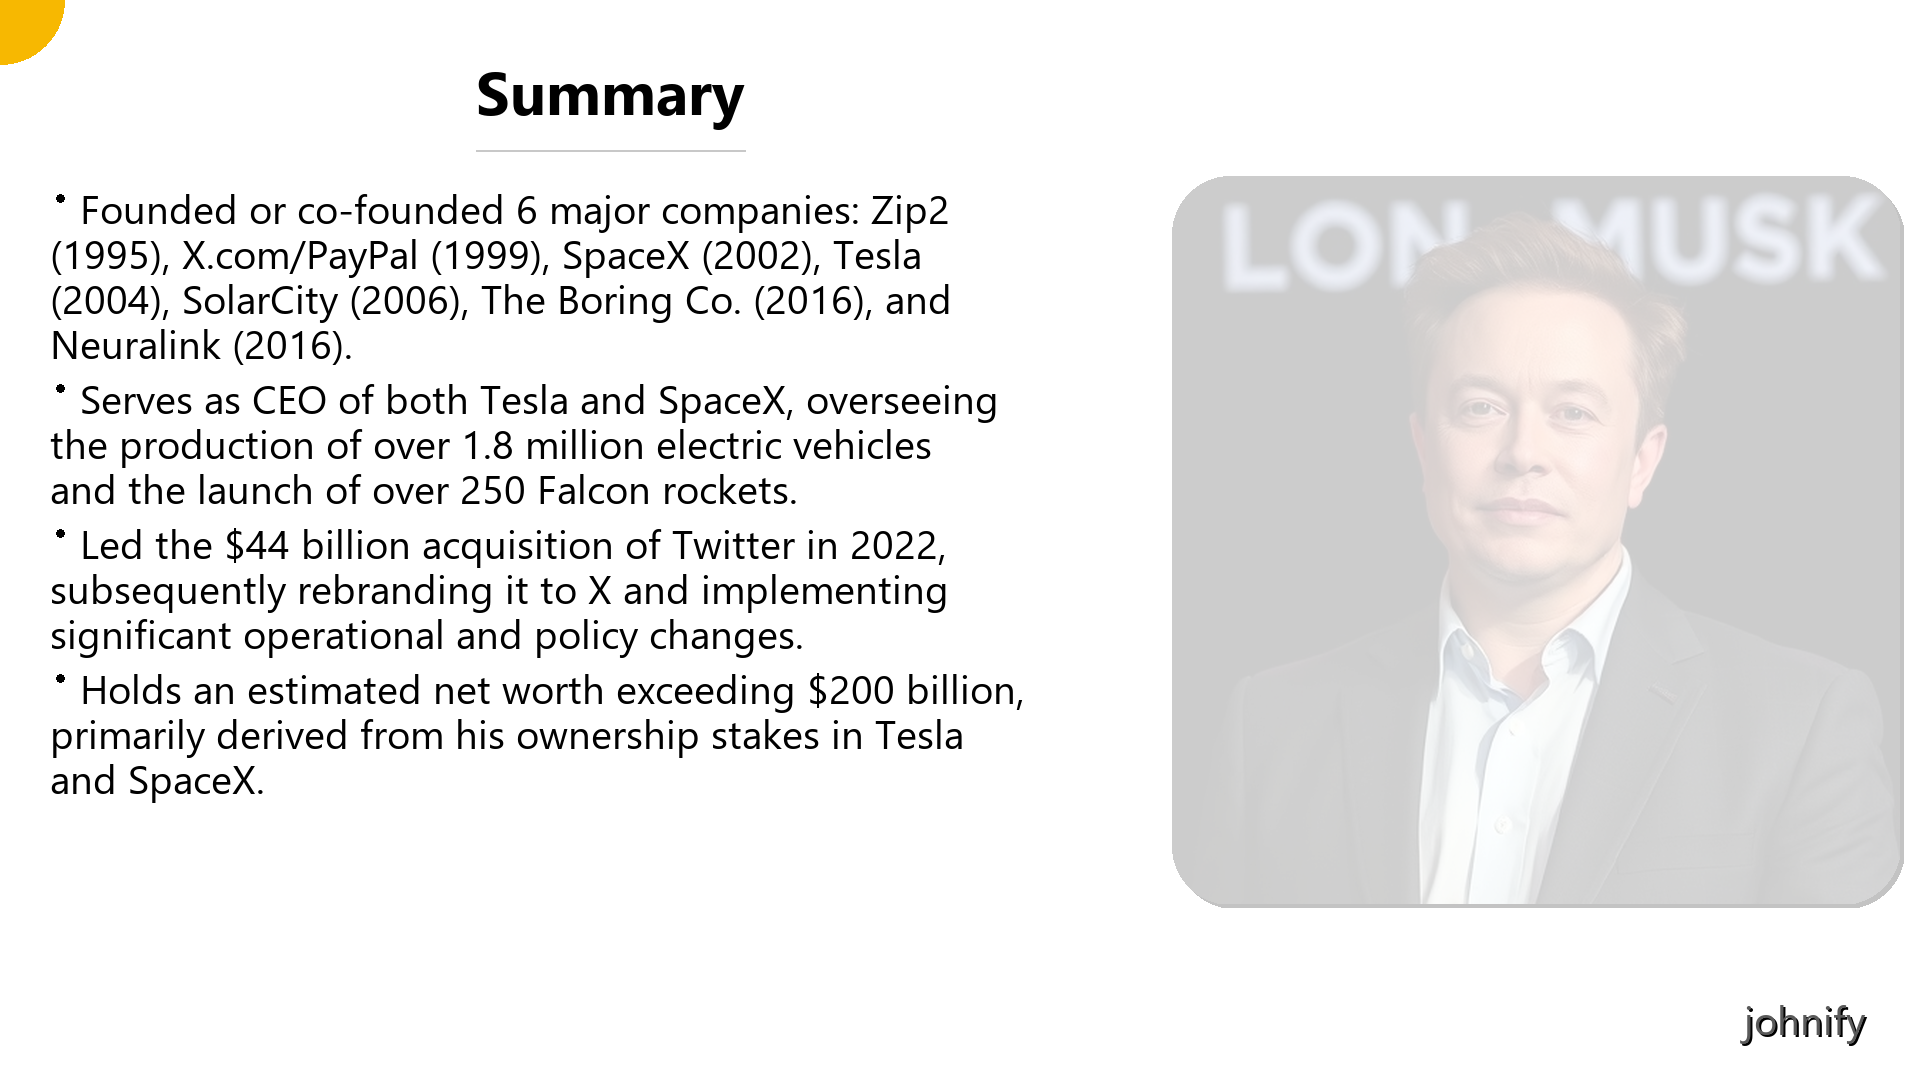 Summary
• Founded or co-founded 6 major companies: Zip2
(1995), X.com/PayPal (1999), SpaceX (2002), Tesla
(2004), SolarCity (2006), The Boring Co. (2016), and
Neuralink (2016).
• Serves as CEO of both Tesla and SpaceX, overseeing
the production of over 1.8 million electric vehicles
and the launch of over 250 Falcon rockets.
• Led the $44 billion acquisition of Twitter in 2022,
subsequently rebranding it to X and implementing
significant operational and policy changes.
• Holds an estimated net worth exceeding $200 billion,
primarily derived from his ownership stakes in Tesla
and SpaceX.
LON MUSK
johnify